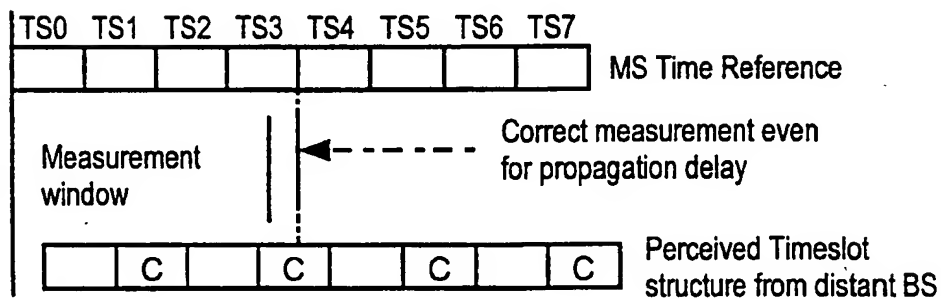 TS0 TS1 TS2 TS3 TS4 TS5 TS6 TS7
MS Time Reference
Measurement
window
Correct measurement even
for propagation delay
C C C C
Perceived Timeslot
structure from distant BS